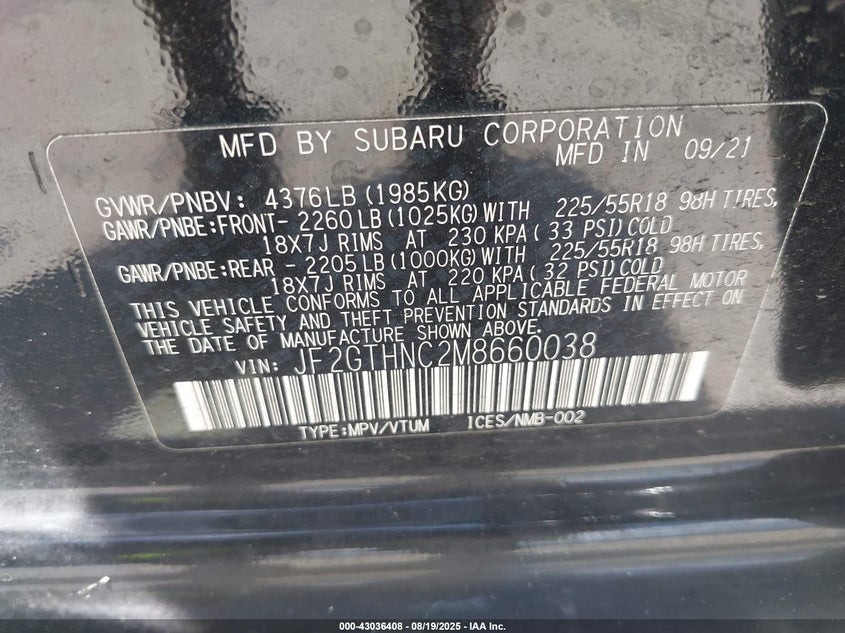 MFD BY SUBARU CORPORATION
MFD IN 09/21
GVWR/PNBV: 4376LB (1985KG)
GAWR/PNBE:FRONT- 2260 LB (1025KG) WITH 225/55R18 98H TIRES,
18X7J RIMS AT 230 KPA ( 33 PSI) COLD
GAWR/PNBE:REAR - 2205 LB (1000KG) WITH 225/55R18 98H TIRES,
18X7J RIMS AT 220 KPA ( 32 PSI) COLD
THIS VEHICLE CONFORMS TO ALL APPLICABLE FEDERAL MOTOR
VEHICLE SAFETY AND THEFT PREVENTION STANDARDS IN EFFECT ON
THE DATE OF MANUFACTURE SHOWN ABOVE.
VIN: JF2GTHNC2M8660038
TYPE:MPV/VTUM ICES/NMB-002
000-43036408 - 08/19/2025 - IAA Inc.